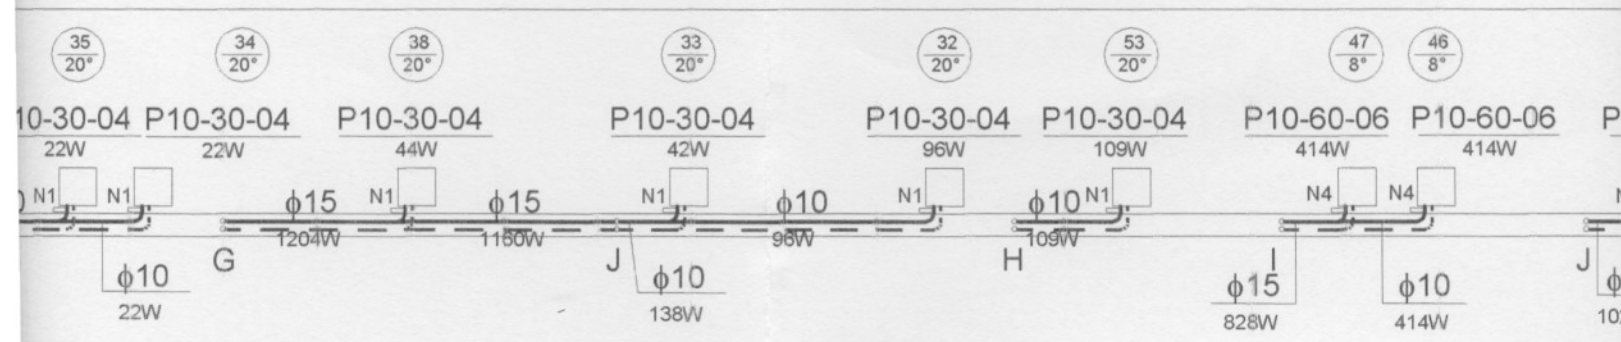 35 34 38 33 32 53 47 46
20° 20° 20° 20° 20° 20° 8° 8°
10-30-04 P10-30-04 P10-30-04 P10-30-04 P10-30-04 P10-30-04 P10-60-06 P10-60-06 P
22W 22W 44W 42W 96W 109W 414W 414W
N1 N1 N1 N1 N1 N1 N4 N4
ϕ15 ϕ15 ϕ10 ϕ10
1204W 1160W 96W 109W
G J H I J
ϕ10 ϕ10 ϕ15 ϕ10 ϕ
22W 138W 828W 414W 10